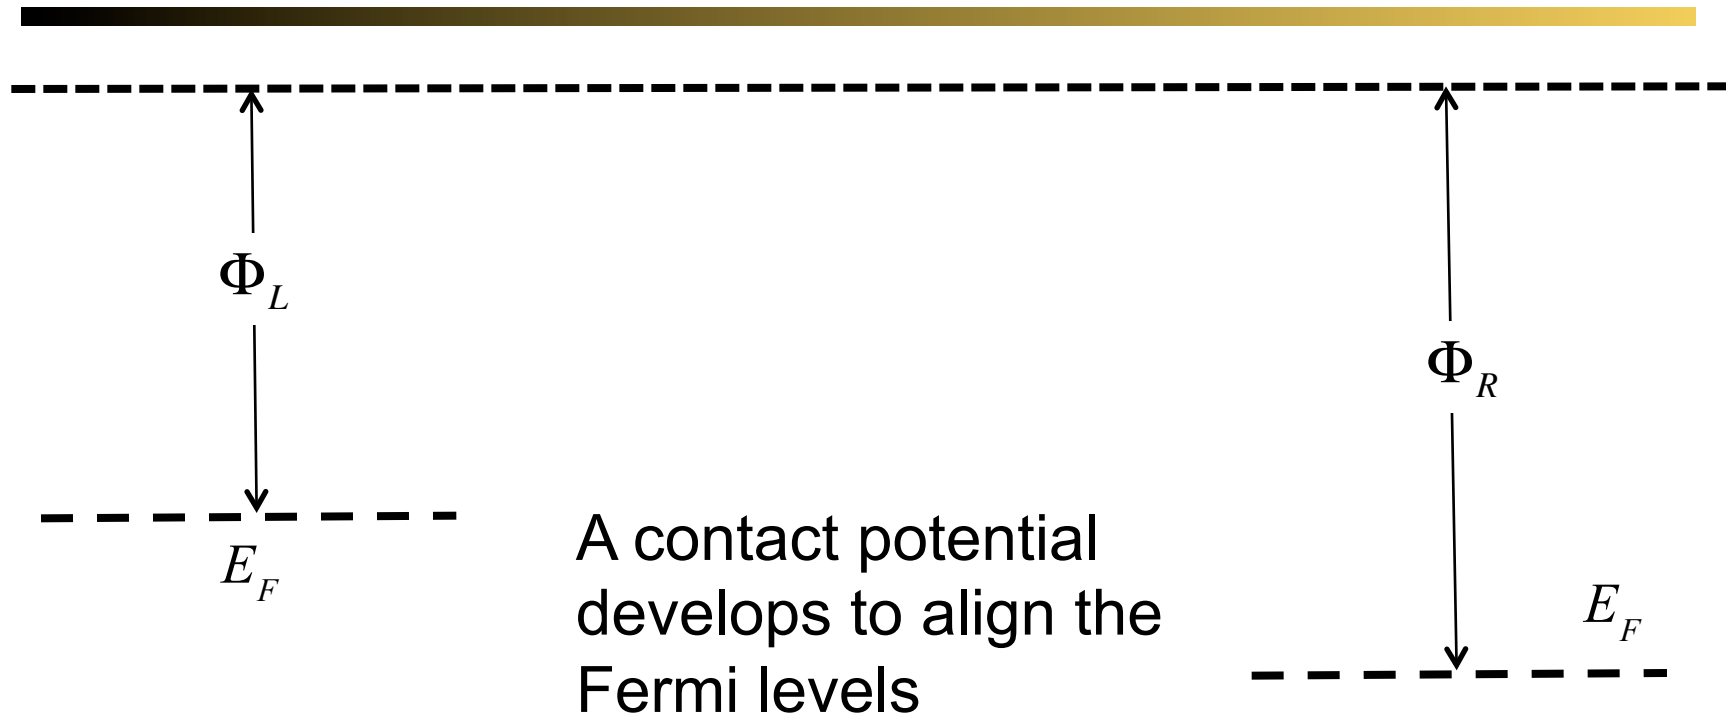 Φ_L
Φ_R
E_F
A contact potential
develops to align the
Fermi levels
E_F